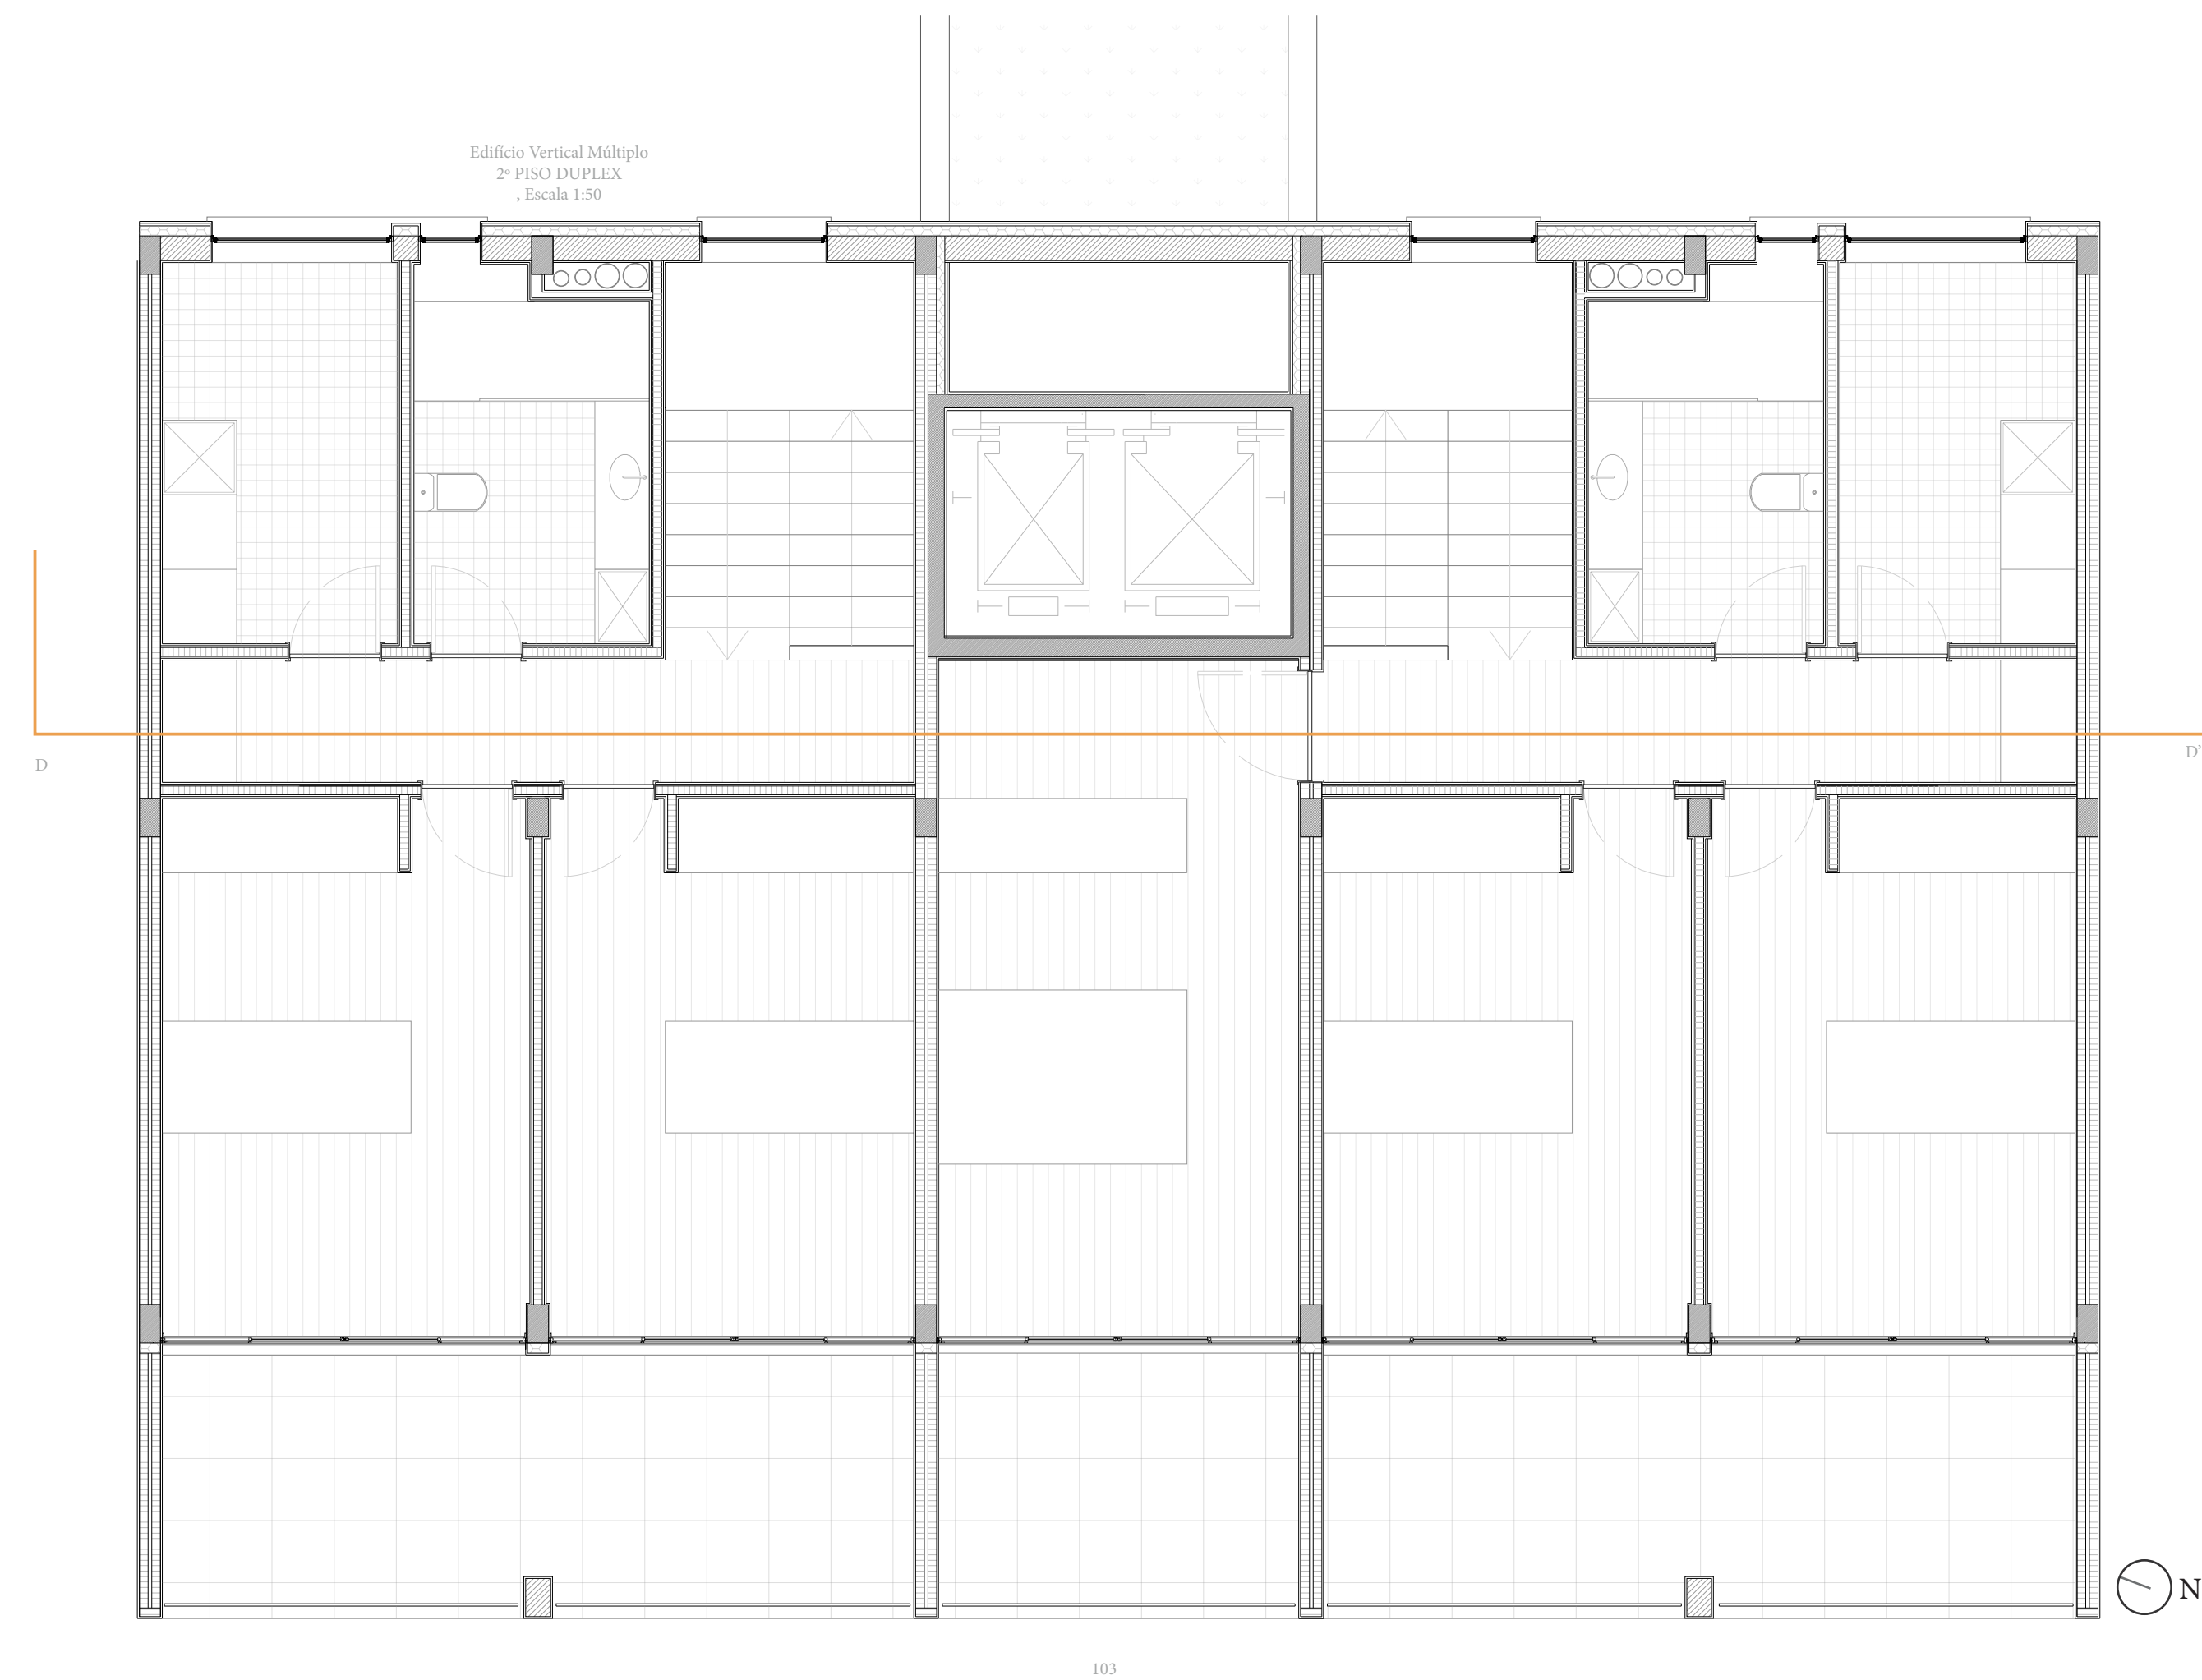 Edifício Vertical Múltiplo
2º PISO DUPLEX
, Escala 1:50
D
D'
N
103